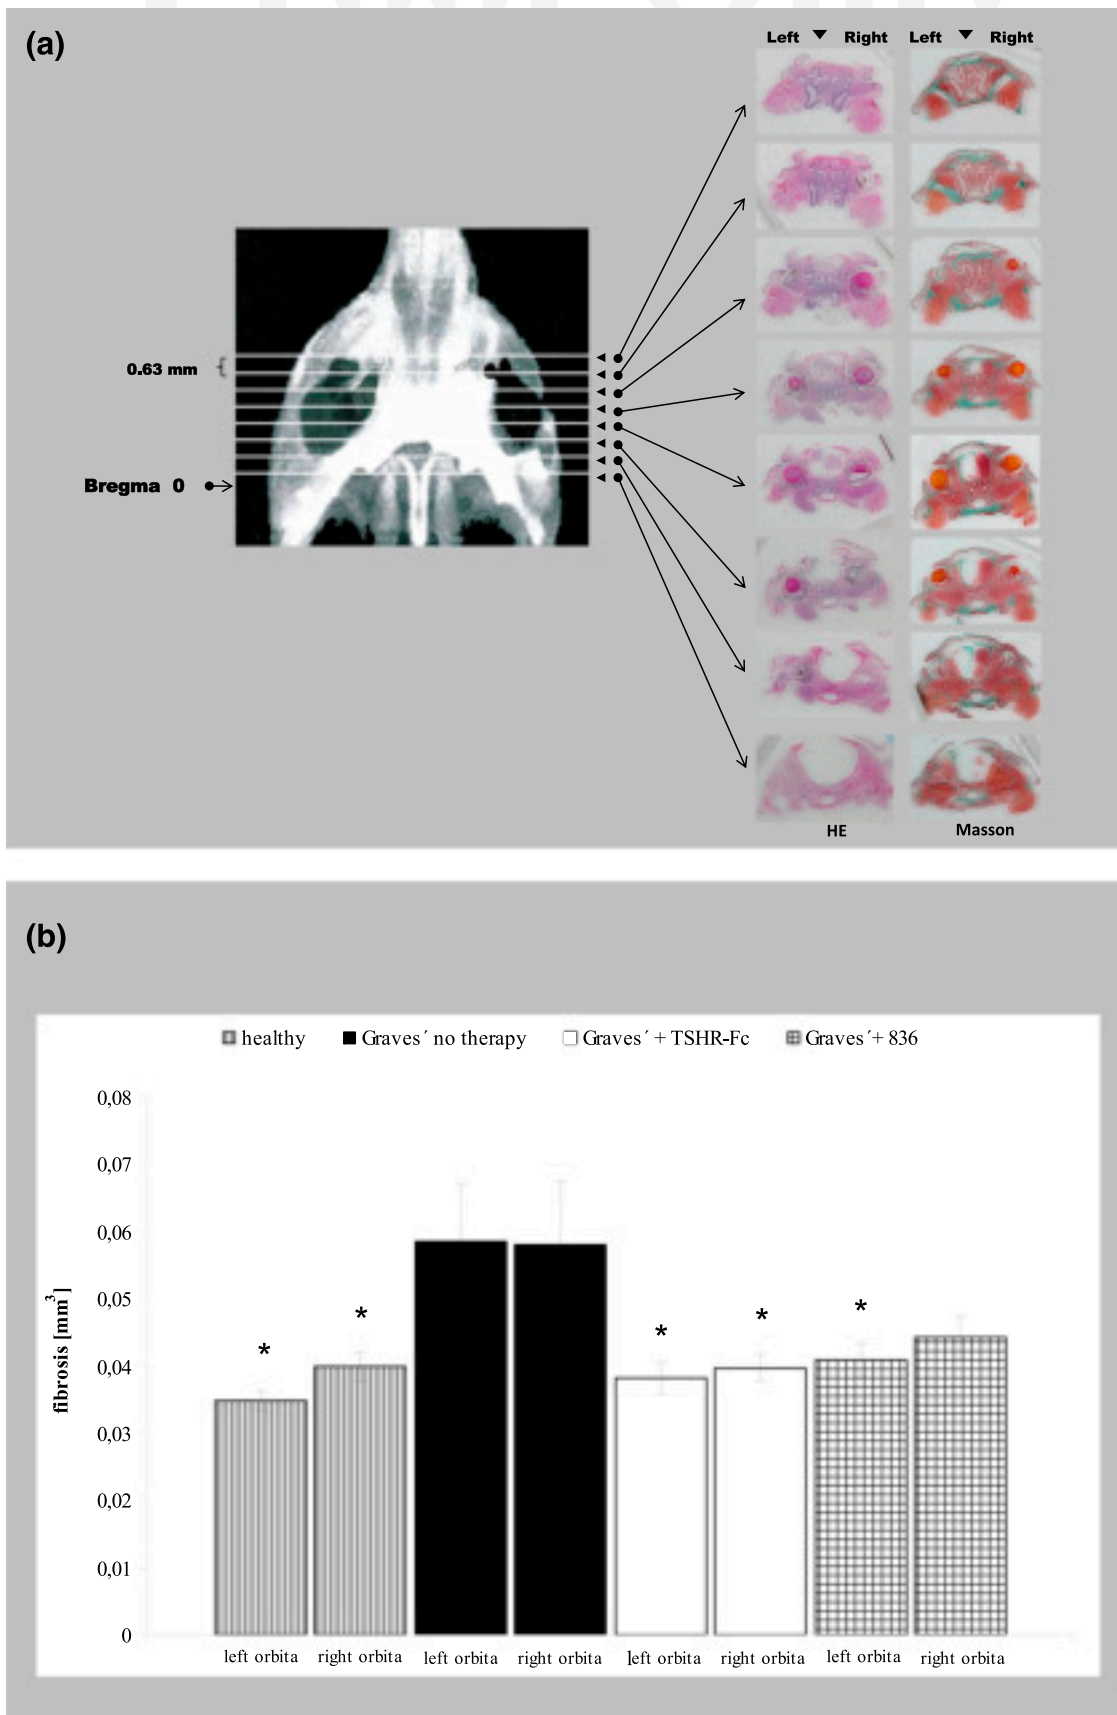 (a)
Left Right Left Right
0.63 mm
Bregma 0
HE Masson
(b)
healthy Graves´ no therapy Graves´ + TSHR-Fc Graves´+ 836
0,08
0,07
0,06
0,05
0,04
0,03
0,02
0,01
0
fibrosis [mm³]
* * * * *
left orbita right orbita left orbita right orbita left orbita right orbita left orbita right orbita